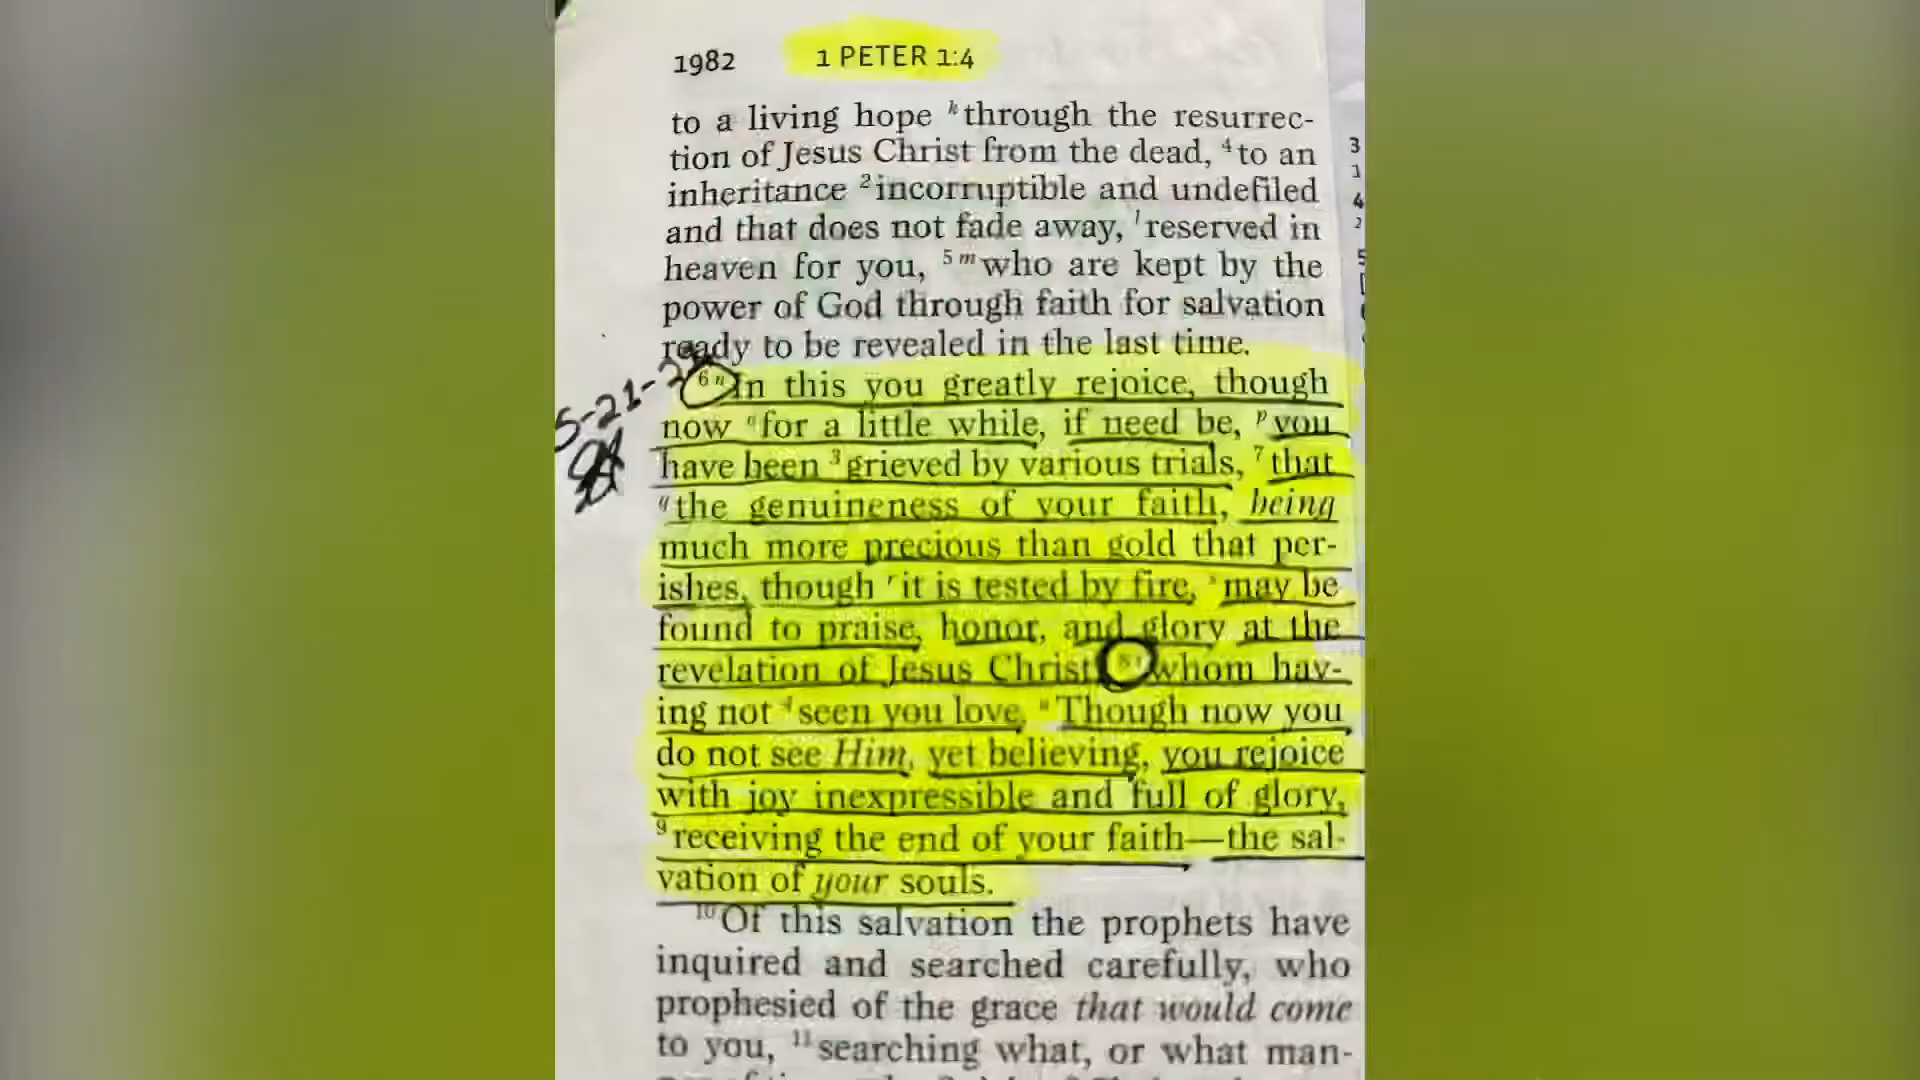 1982 1 PETER 1:4
to a living hope k through the resurrec-
tion of Jesus Christ from the dead, 4 to an
inheritance 2 incorruptible and undefiled
and that does not fade away, l reserved in
heaven for you, 5 m who are kept by the
power of God through faith for salvation
ready to be revealed in the last time.
6 n In this you greatly rejoice, though
now o for a little while, if need be, p you
have been 3 grieved by various trials, 7 that
q the genuineness of your faith, being
much more precious than gold that per-
ishes, though r it is tested by fire, s may be
found to praise, honor, and glory at the
revelation of Jesus Christ, 8 t whom hav-
ing not 4 seen you love. u Though now you
do not see Him, yet believing, you rejoice
with joy inexpressible and full of glory,
9 receiving the end of your faith—the sal-
vation of your souls.
10 Of this salvation the prophets have
inquired and searched carefully, who
prophesied of the grace that would come
to you, 11 searching what, or what man-
5-21-
3
1
4
2
5